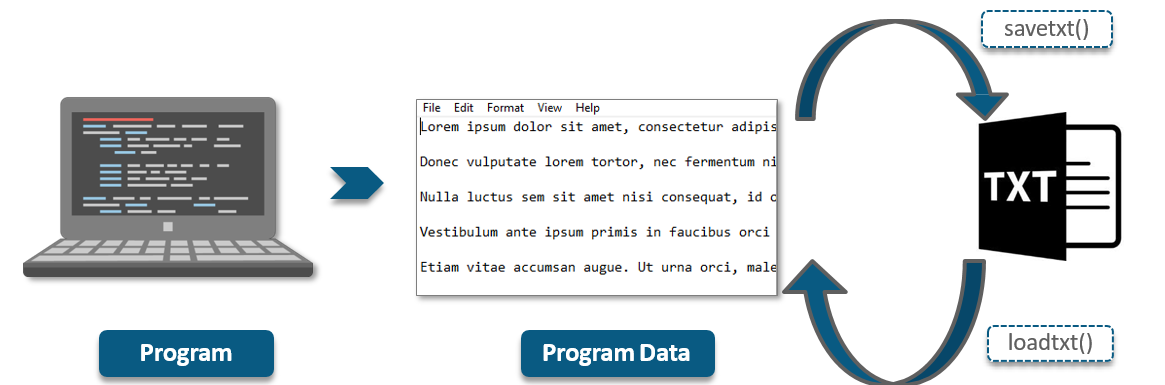 savetxt()
File Edit Format View Help
Lorem ipsum dolor sit amet, consectetur adipis
Donec vulputate lorem tortor, nec fermentum ni
Nulla luctus sem sit amet nisi consequat, id c
Vestibulum ante ipsum primis in faucibus orci
Etiam vitae accumsan augue. Ut urna orci, male
TXT
Program
Program Data
loadtxt()